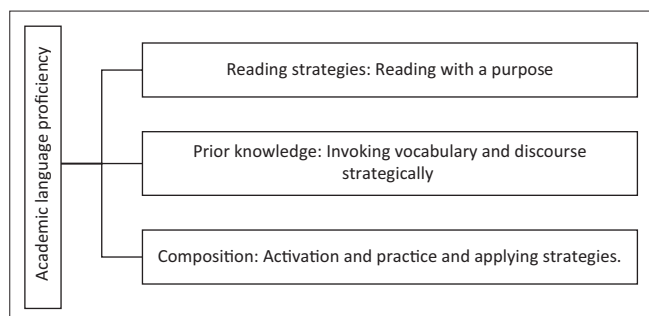 Academic language proficiency
Reading strategies: Reading with a purpose
Prior knowledge: Invoking vocabulary and discourse
strategically
Composition: Activation and practice and applying strategies.